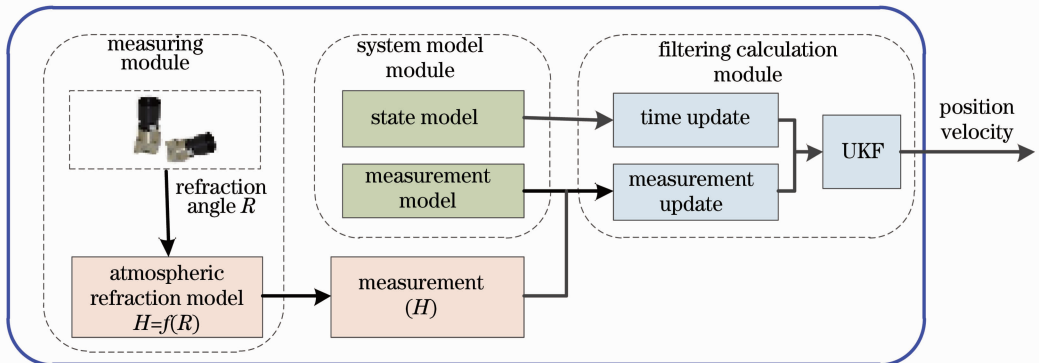 measuring
module
refraction
angle R
atmospheric
refraction model
H=f(R)
system model
module
state model
measurement
model
measurement
(H)
filtering calculation
module
time update
measurement
update
UKF
position
velocity